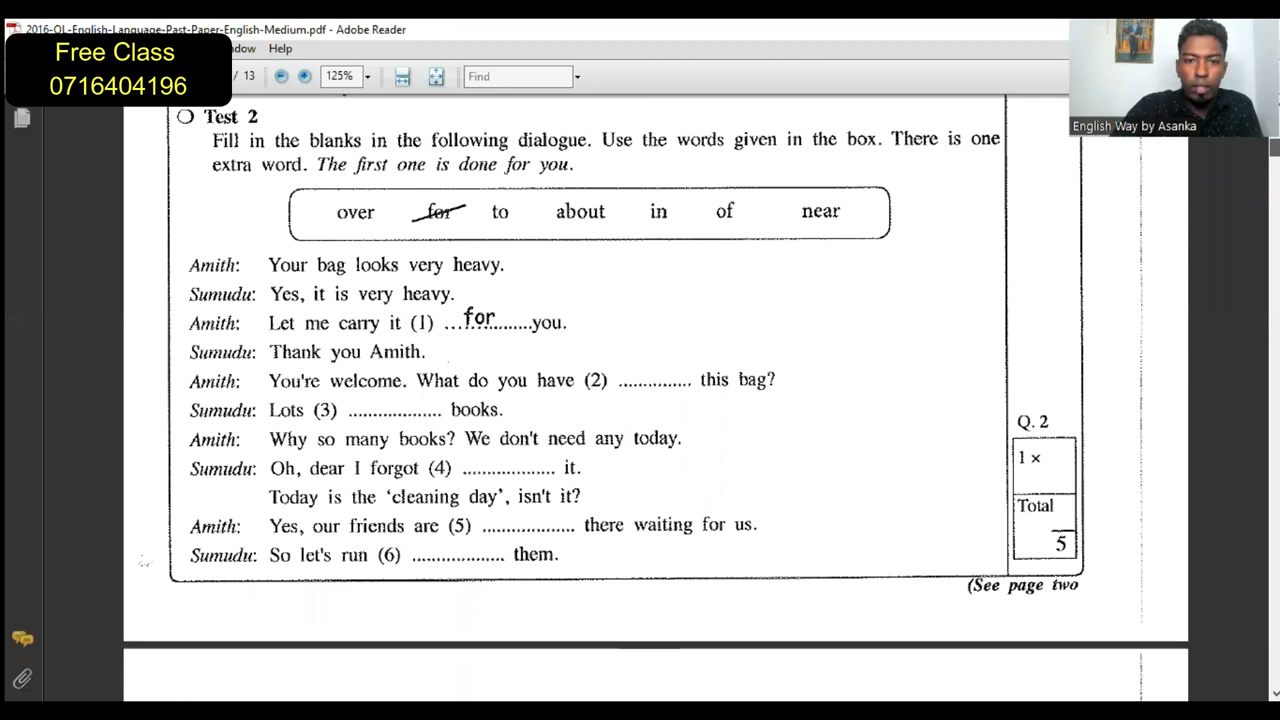 2016-OL-English-Language-Past-Paper-English-Medium.pdf - Adobe Reader
Free Class
0716404196
Help
/ 13
125%
Find
English Way by Asanka
Test 2
Fill in the blanks in the following dialogue. Use the words given in the box. There is one
extra word. The first one is done for you.
over for to about in of near
Amith: Your bag looks very heavy.
Sumudu: Yes, it is very heavy.
Amith: Let me carry it (1) ...for..........you.
Sumudu: Thank you Amith.
Amith: You're welcome. What do you have (2) .............. this bag?
Sumudu: Lots (3) ................... books.
Amith: Why so many books? We don't need any today.
Sumudu: Oh, dear I forgot (4) ................... it.
Today is the 'cleaning day', isn't it?
Amith: Yes, our friends are (5) ................... there waiting for us.
Sumudu: So let's run (6) ................... them.
Q. 2
1 ×
Total
5
(See page two